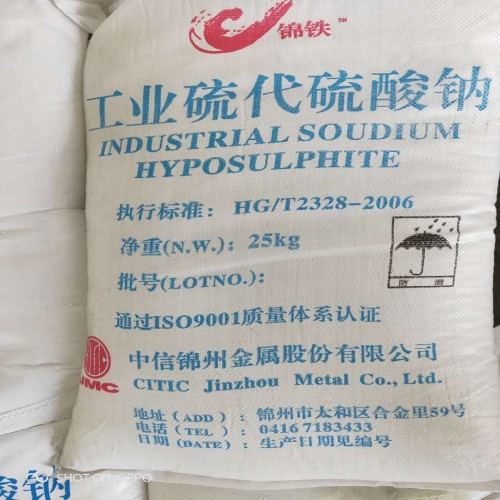 锦铁™
工业硫代硫酸钠
INDUSTRIAL SOUDIUM
HYPOSULPHITE
执行标准：HG/T2328-2006
净重(N.W.)：25kg
批号(LOTNO.)：
防潮
通过ISO9001质量体系认证
中信锦州金属股份有限公司
CITIC Jinzhou Metal Co.,Ltd.
JMC
地址（ADD）：锦州市太和区合金里59号
电话（TEL）：0416 7183433
日期（DATE）：生产日期见编号
酸钠
SHOT ON